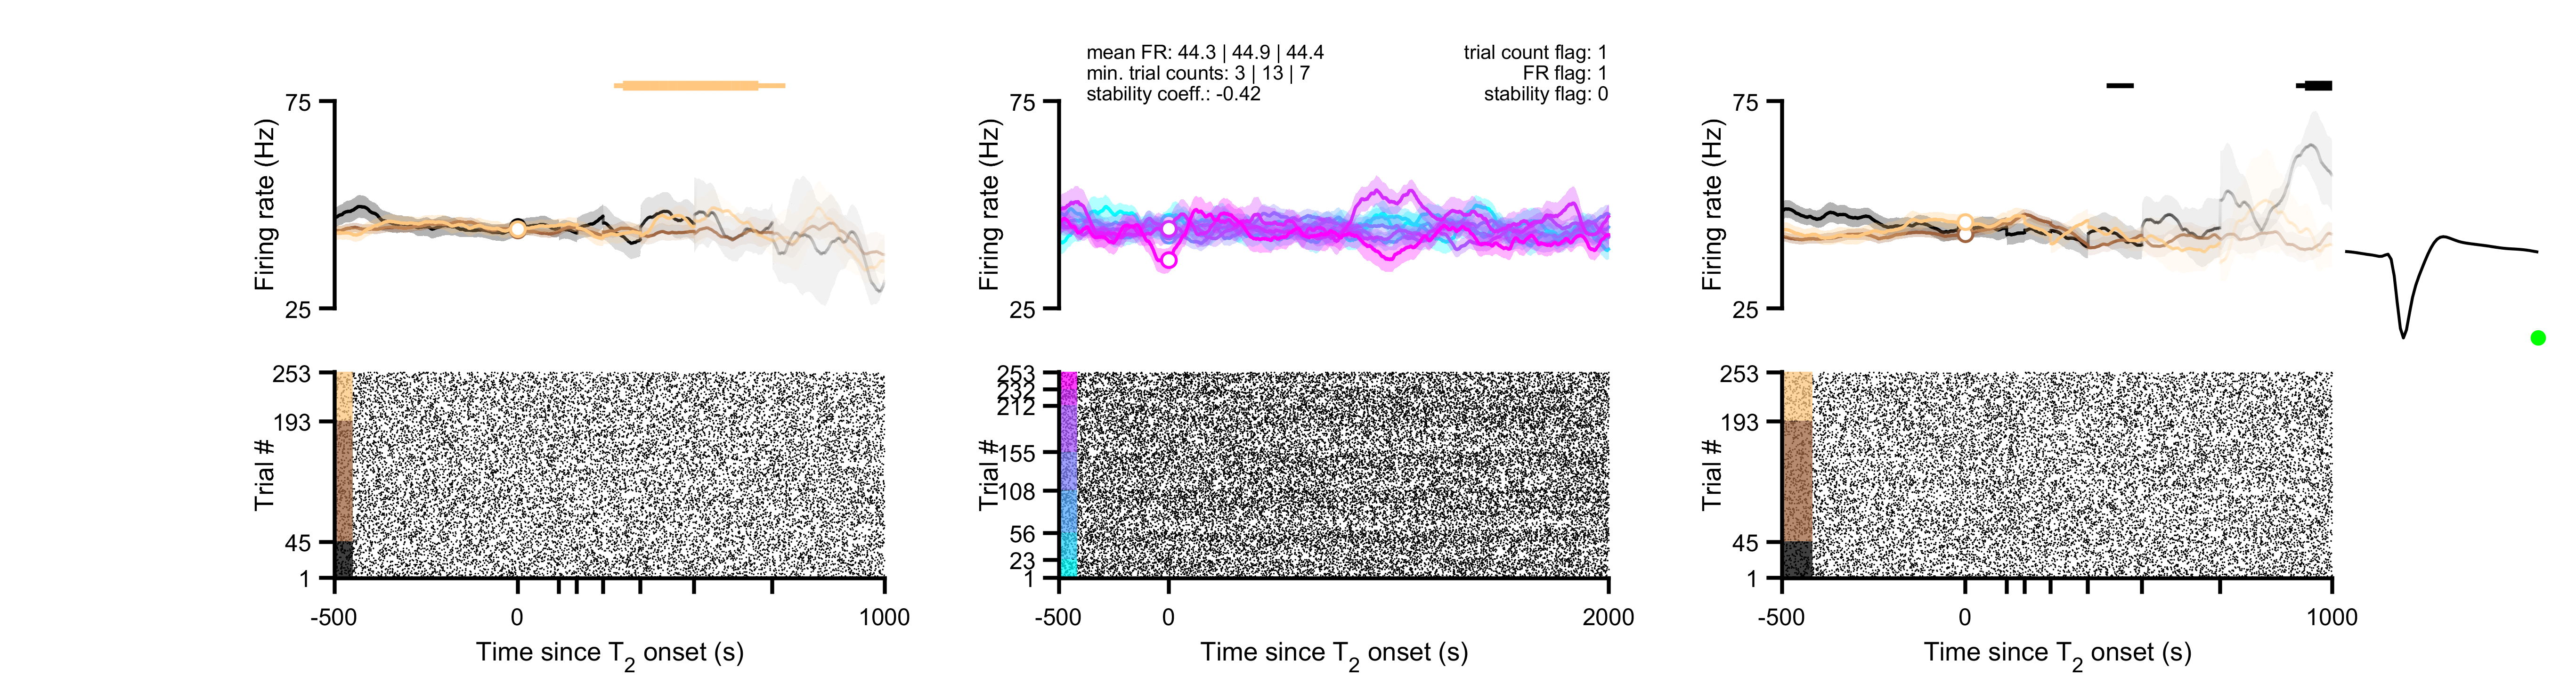 mean FR: 44.3 | 44.9 | 44.4
min. trial counts: 3 | 13 | 7
stability coeff.: -0.42
trial count flag: 1
FR flag: 1
stability flag: 0
75
Firing rate (Hz)
25
75
Firing rate (Hz)
25
75
Firing rate (Hz)
25
253
193
Trial #
45
1
-500
0
1000
Time since T2 onset (s)
253
232
212
155
Trial #
108
56
23
1
-500
0
2000
Time since T2 onset (s)
253
193
Trial #
45
1
-500
0
1000
Time since T2 onset (s)